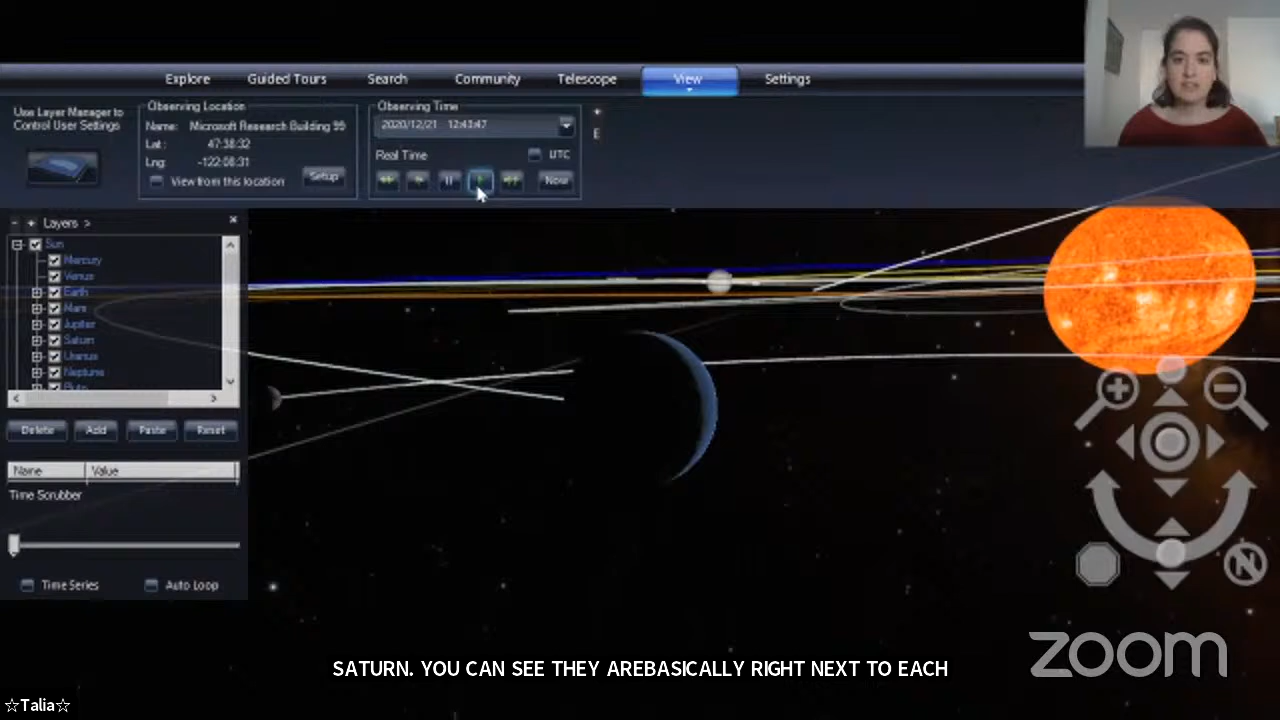 Explore Guided Tours Search Community Telescope View Settings
Use Layer Manager to
Control User Settings
Observing Location
Name: Microsoft Research Building 99
Lat: 47:38:32
Lng: -122:08:31
View from this location Setup
Observing Time
2020/12/21 12:43:47
Real Time UTC
Now
E
Layers >
Sun
Mercury
Venus
Earth
Mars
Jupiter
Saturn
Uranus
Neptune
Pluto
Delete Add Paste Reset
Name Value
Time Scrubber
Time Series Auto Loop
N
zoom
SATURN. YOU CAN SEE THEY AREBASICALLY RIGHT NEXT TO EACH
☆Talia☆